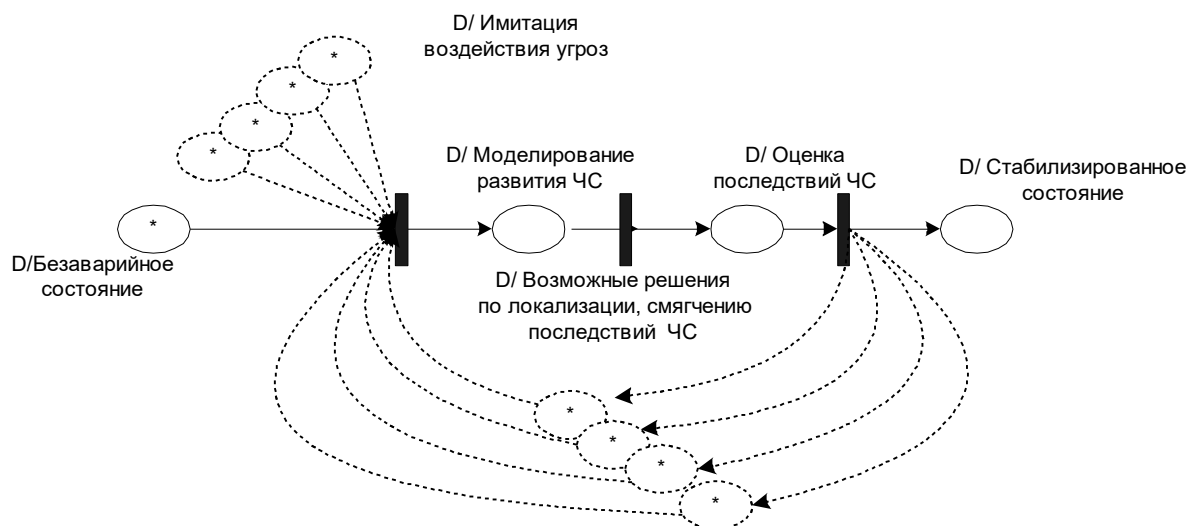 D/ Имитация
воздействия угроз
*
*
*
*
D/ Моделирование
развития ЧС
D/ Оценка
последствий ЧС
D/ Стабилизированное
состояние
*
D/Безаварийное
состояние
D/ Возможные решения
по локализации, смягчению
последствий ЧС
*
*
*
*